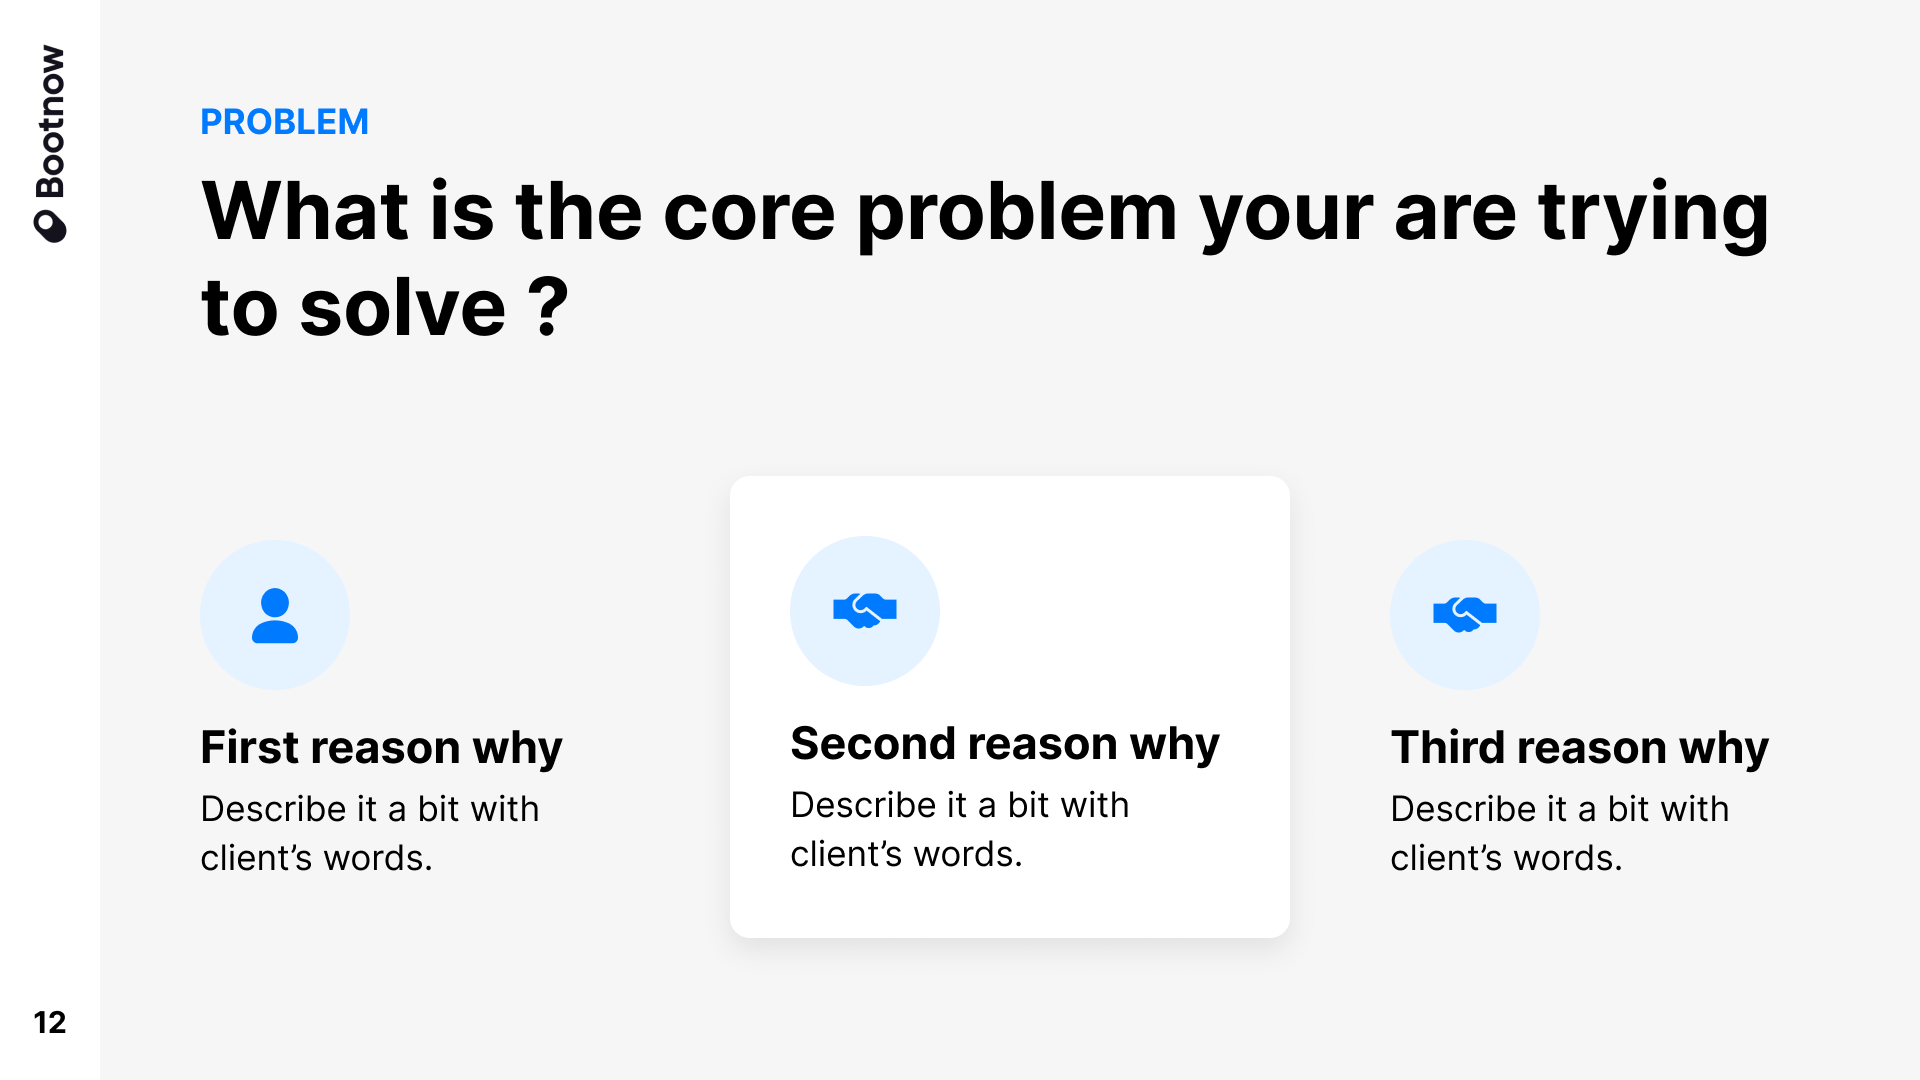 Bootnow
PROBLEM
What is the core problem your are trying
to solve ?
First reason why
Describe it a bit with
client’s words.
Second reason why
Describe it a bit with
client’s words.
Third reason why
Describe it a bit with
client’s words.
12